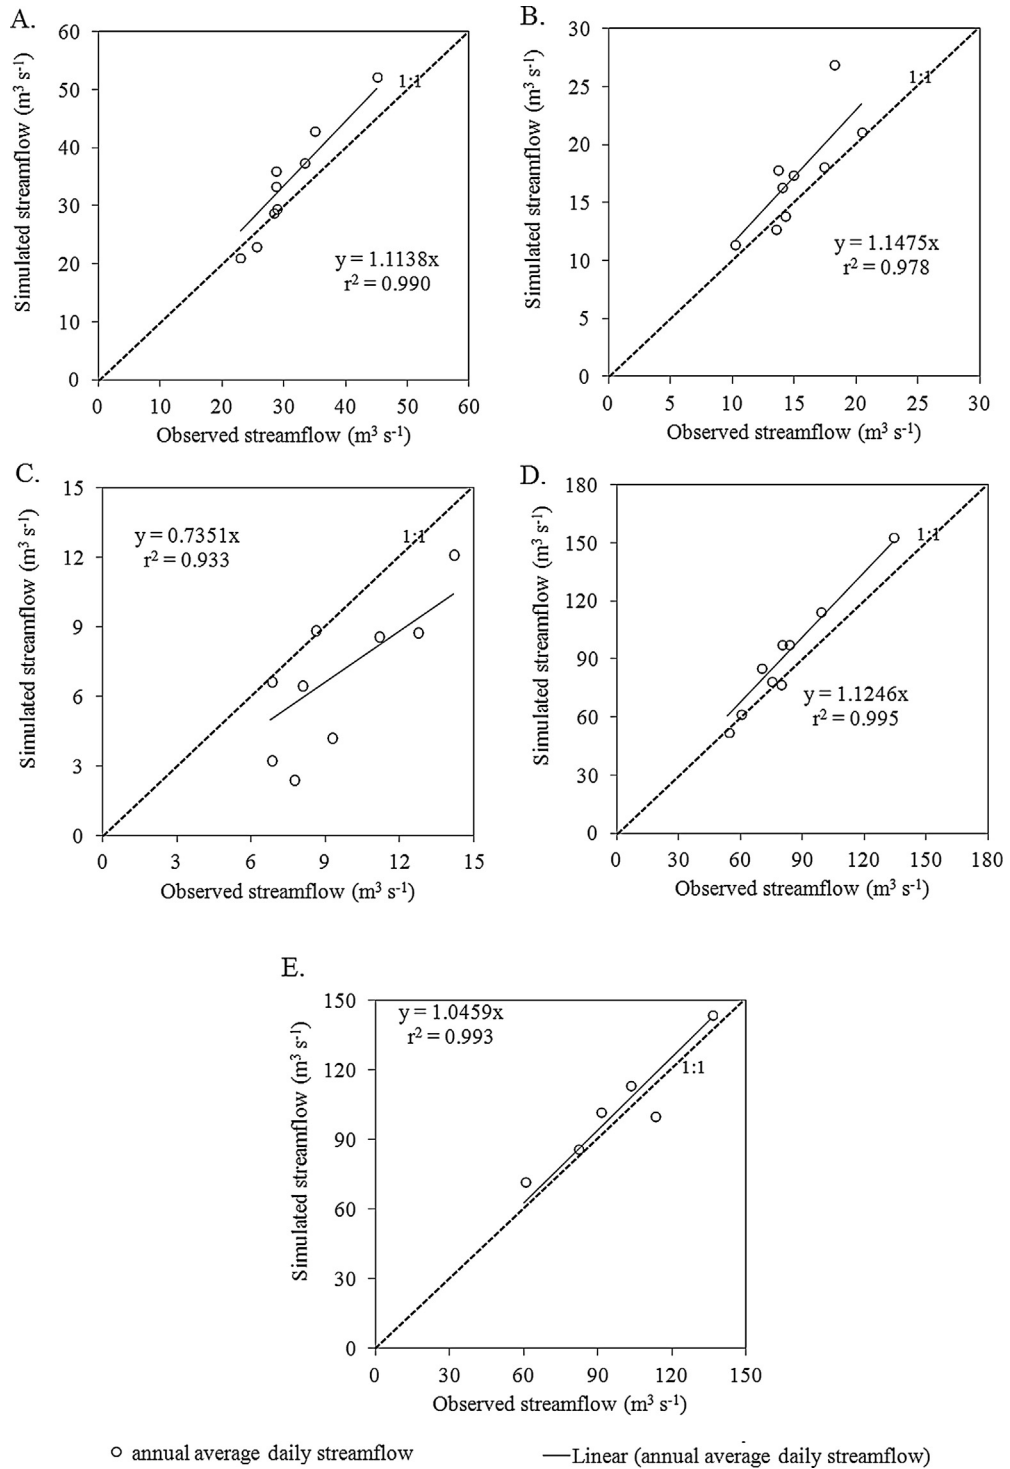 A.
60
50
40
30
20
10
0
0 10 20 30 40 50 60
Simulated streamflow (m³ s⁻¹)
Observed streamflow (m³ s⁻¹)
1:1
y = 1.1138x
r² = 0.990
B.
30
25
20
15
10
5
0
0 5 10 15 20 25 30
Simulated streamflow (m³ s⁻¹)
Observed streamflow (m³ s⁻¹)
1:1
y = 1.1475x
r² = 0.978
C.
15
12
9
6
3
0
0 3 6 9 12 15
Simulated streamflow (m³ s⁻¹)
Observed streamflow (m³ s⁻¹)
y = 0.7351x
r² = 0.933
1:1
D.
180
150
120
90
60
30
0
0 30 60 90 120 150 180
Simulated streamflow (m³ s⁻¹)
Observed streamflow (m³ s⁻¹)
1:1
y = 1.1246x
r² = 0.995
E.
150
120
90
60
30
0
0 30 60 90 120 150
Simulated streamflow (m³ s⁻¹)
Observed streamflow (m³ s⁻¹)
y = 1.0459x
r² = 0.993
1:1
annual average daily streamflow
Linear (annual average daily streamflow)